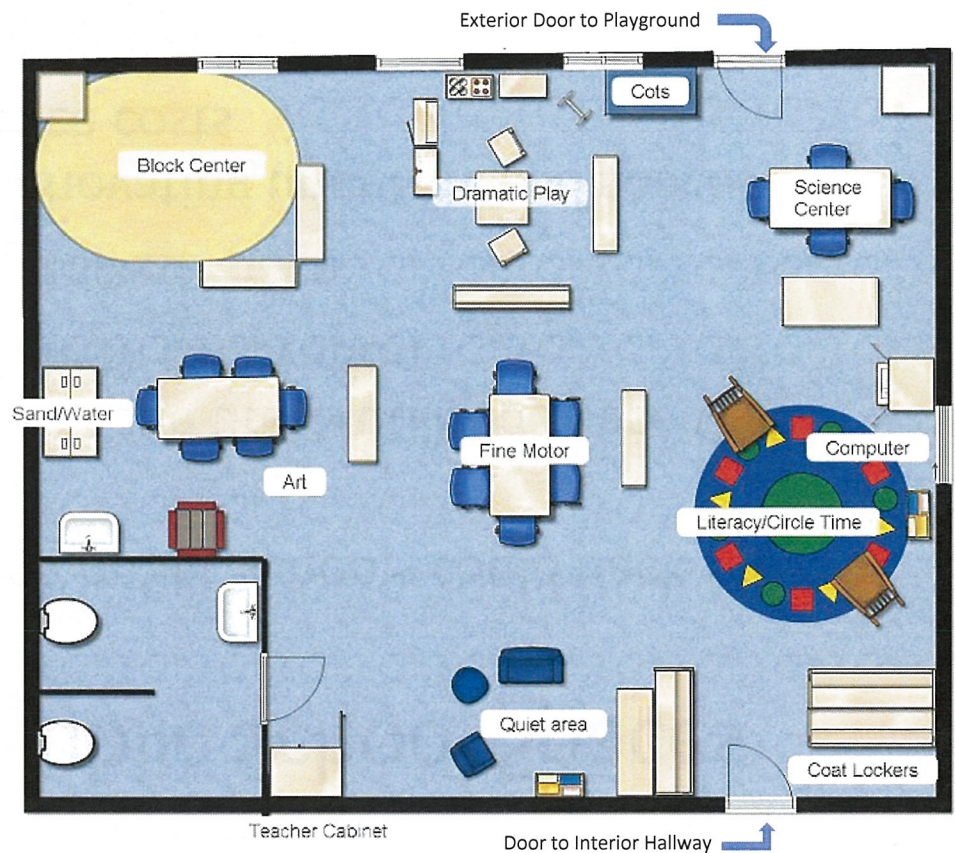 Exterior Door to Playground
Cots
Block Center
Dramatic Play
Science
Center
Sand/Water
Fine Motor
Computer
Art
Literacy/Circle Time
Quiet area
Coat Lockers
Teacher Cabinet
Door to Interior Hallway